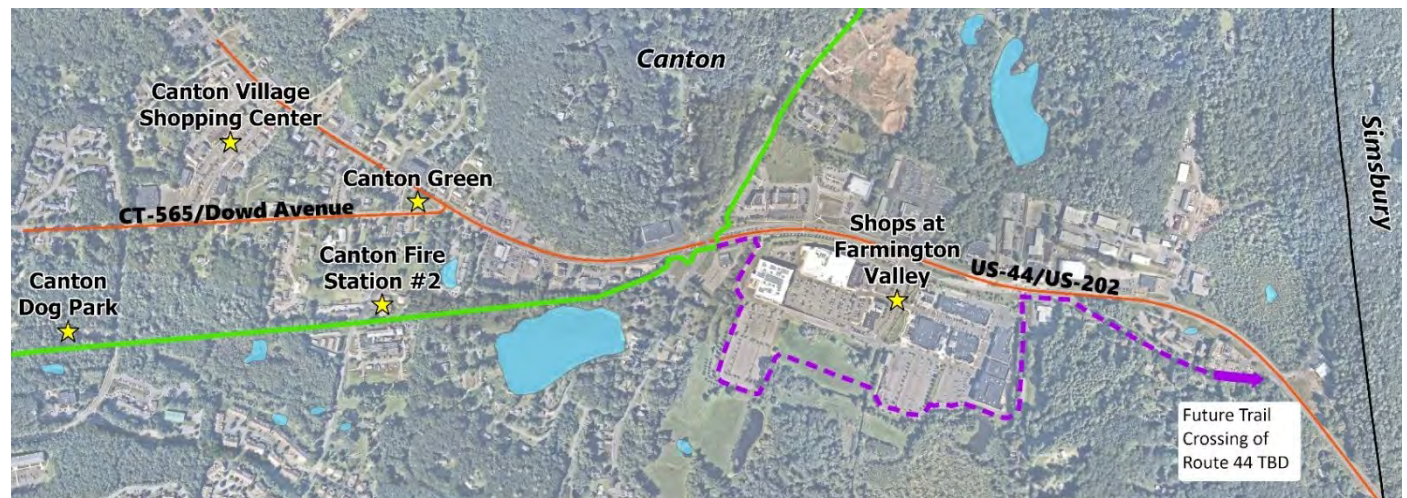 Canton
Simsbury
Canton Village
Shopping Center
Canton Green
CT-565/Dowd Avenue
Canton Fire
Station #2
Canton
Dog Park
Shops at
Farmington
Valley
US-44/US-202
Future Trail
Crossing of
Route 44 TBD